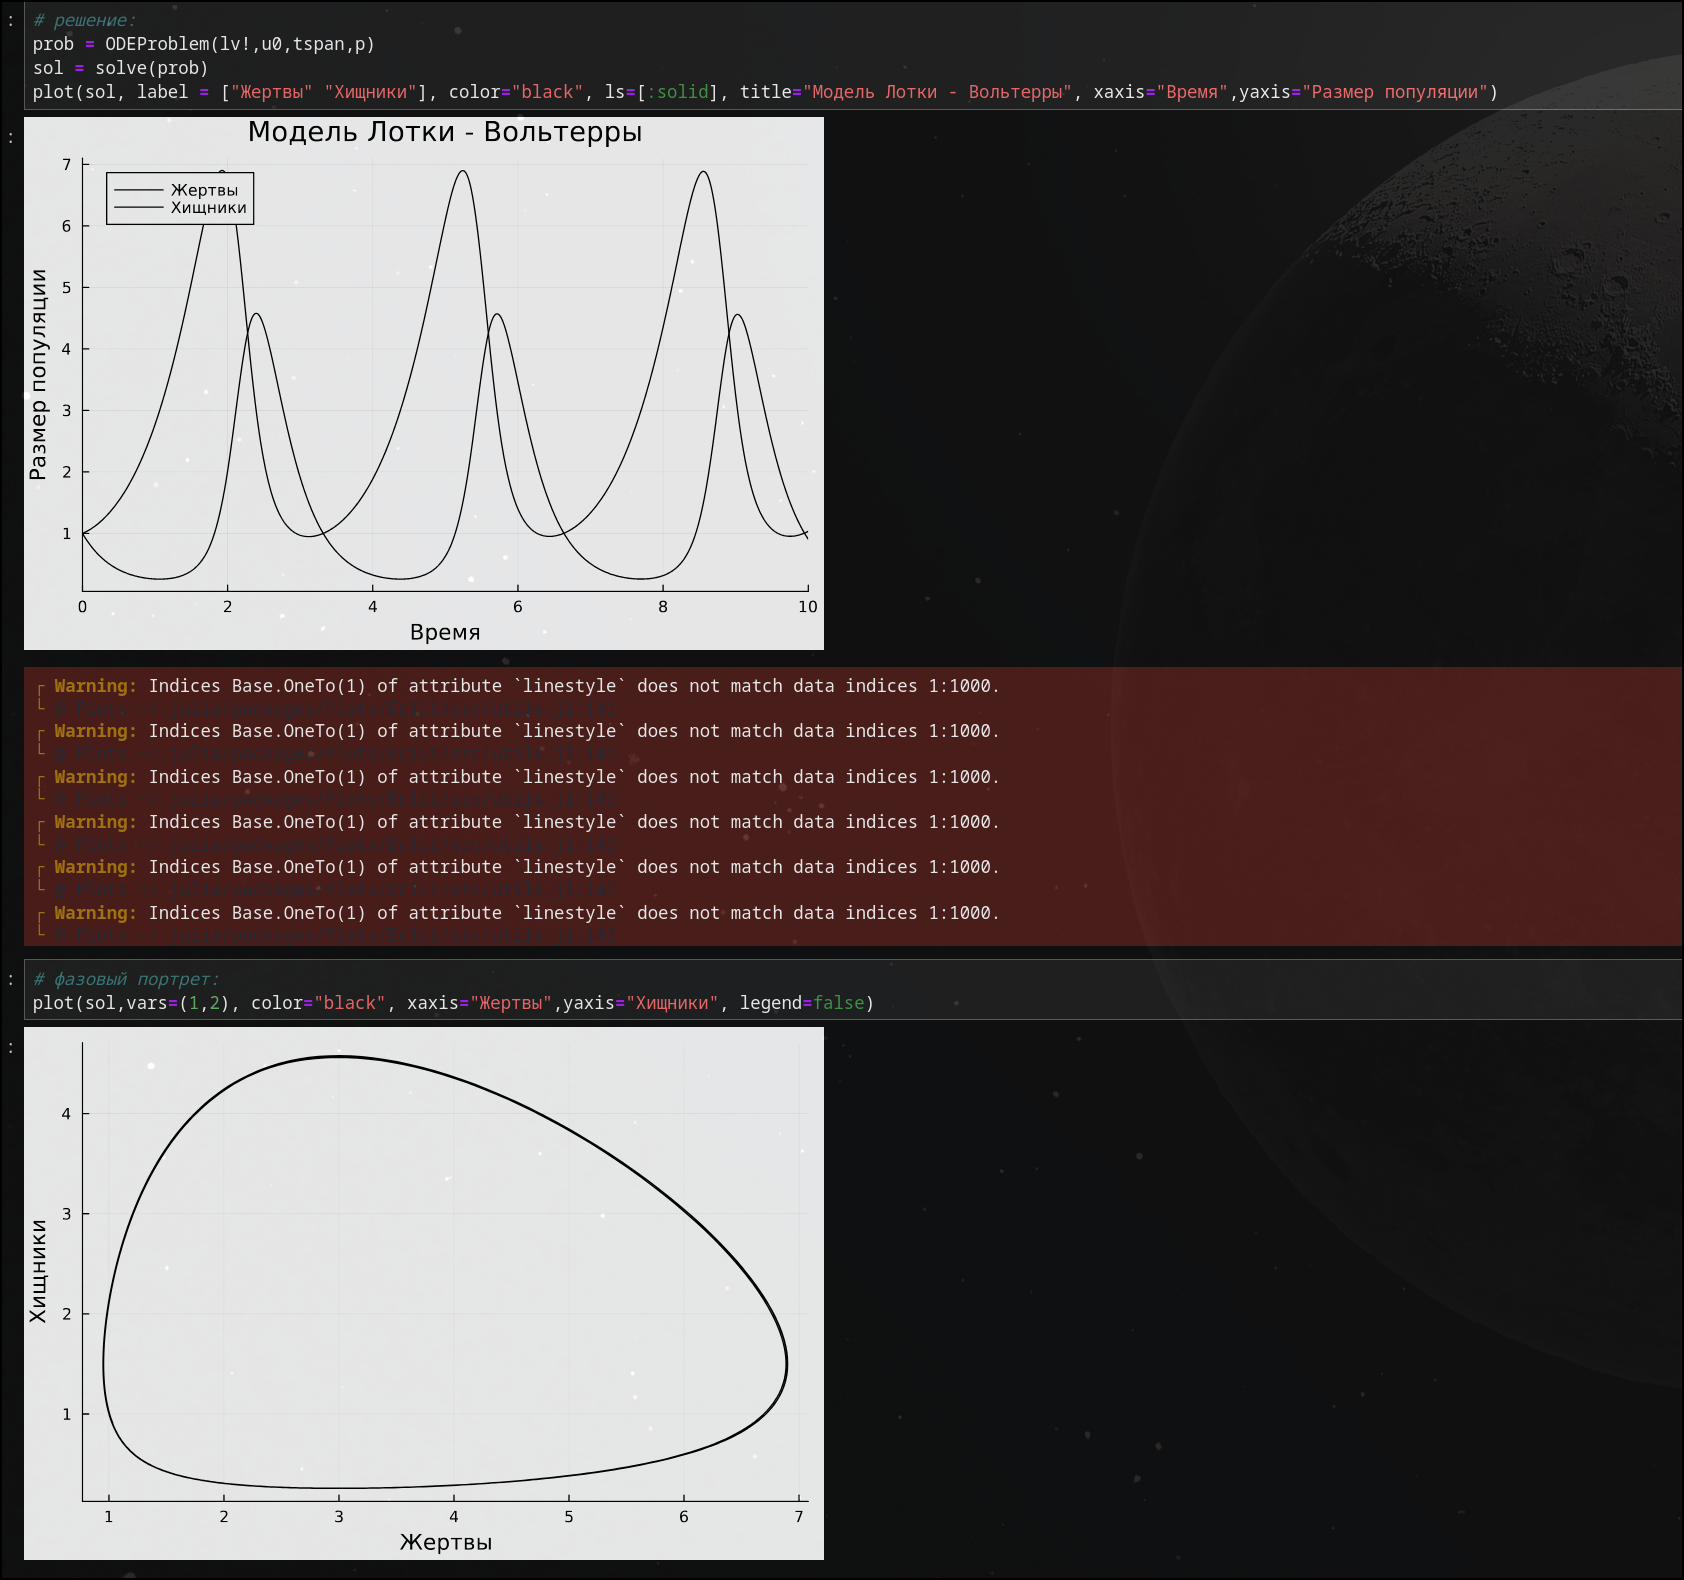 # решение:
prob = ODEProblem(lv!,u0,tspan,p)
sol = solve(prob)
plot(sol, label = ["Жертвы" "Хищники"], color="black", ls=[:solid], title="Модель Лотки - Вольтерры", xaxis="Время",yaxis="Размер популяции")
Модель Лотки - Вольтерры
Жертвы
Хищники
7
6
5
4
3
2
1
Размер популяции
0 2 4 6 8 10
Время
┌ Warning: Indices Base.OneTo(1) of attribute `linestyle` does not match data indices 1:1000.
┌ Warning: Indices Base.OneTo(1) of attribute `linestyle` does not match data indices 1:1000.
┌ Warning: Indices Base.OneTo(1) of attribute `linestyle` does not match data indices 1:1000.
┌ Warning: Indices Base.OneTo(1) of attribute `linestyle` does not match data indices 1:1000.
┌ Warning: Indices Base.OneTo(1) of attribute `linestyle` does not match data indices 1:1000.
┌ Warning: Indices Base.OneTo(1) of attribute `linestyle` does not match data indices 1:1000.
# фазовый портрет:
plot(sol,vars=(1,2), color="black", xaxis="Жертвы",yaxis="Хищники", legend=false)
4
3
2
1
Хищники
1 2 3 4 5 6 7
Жертвы